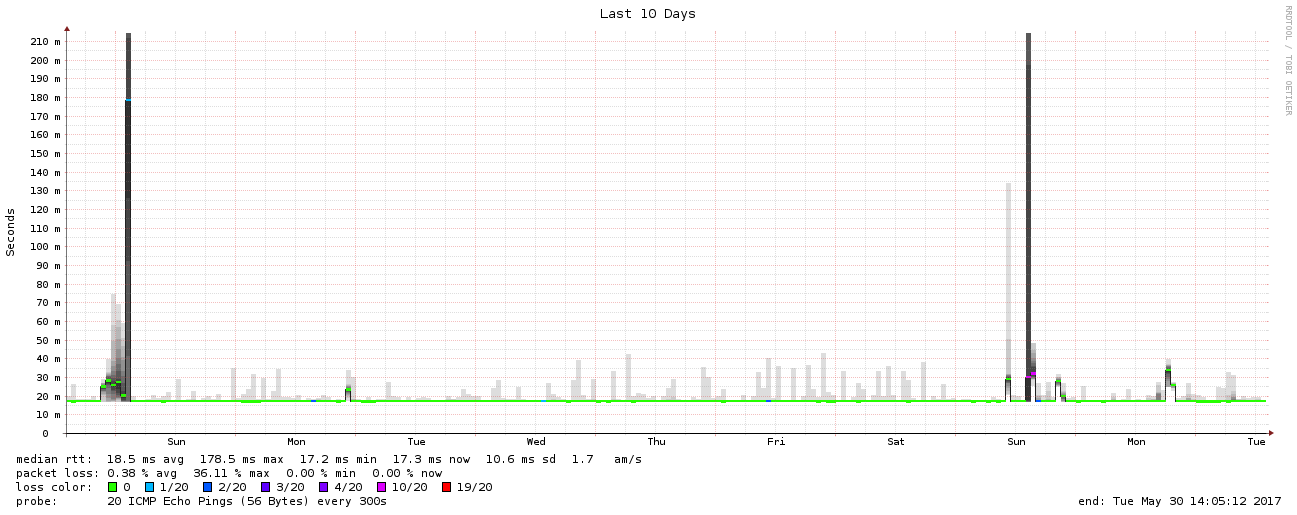 Last 10 Days
RRDTOOL / TOBI OETIKER
Seconds
210 m
200 m
190 m
180 m
170 m
160 m
150 m
140 m
130 m
120 m
110 m
100 m
90 m
80 m
70 m
60 m
50 m
40 m
30 m
20 m
10 m
0
Sun Mon Tue Wed Thu Fri Sat Sun Mon Tue
median rtt: 18.5 ms avg 178.5 ms max 17.2 ms min 17.3 ms now 10.6 ms sd 1.7 am/s
packet loss: 0.38 % avg 36.11 % max 0.00 % min 0.00 % now
loss color: 0 1/20 2/20 3/20 4/20 10/20 19/20
probe: 20 ICMP Echo Pings (56 Bytes) every 300s
end: Tue May 30 14:05:12 2017